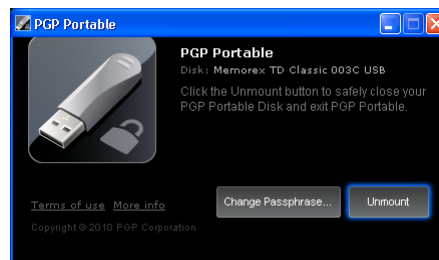 PGP Portable
PGP Portable
Disk: Memorex TD Classic 003C USB
Click the Unmount button to safely close your
PGP Portable Disk and exit PGP Portable.
Change Passphrase...
Unmount
Terms of use More info
Copyright © 2010 PGP Corporation